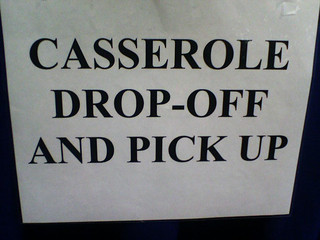 CASSEROLE
DROP-OFF
AND PICK UP